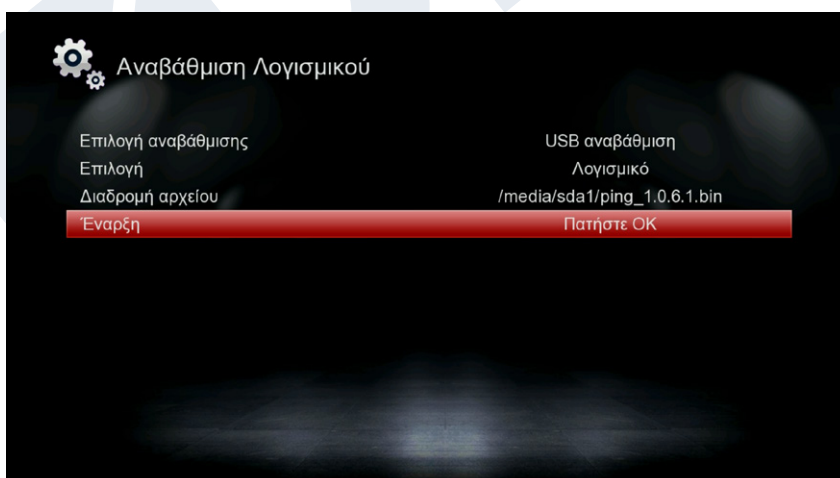 Αναβάθμιση Λογισμικού
Επιλογή αναβάθμισης USB αναβάθμιση
Επιλογή Λογισμικό
Διαδρομή αρχείου /media/sda1/ping_1.0.6.1.bin
Έναρξη Πατήστε OK